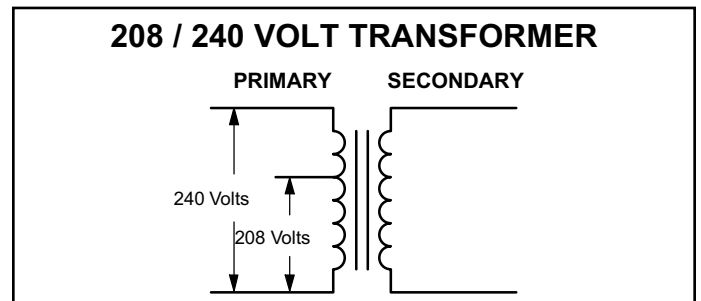 208 / 240 VOLT TRANSFORMER
PRIMARY SECONDARY
240 Volts
208 Volts